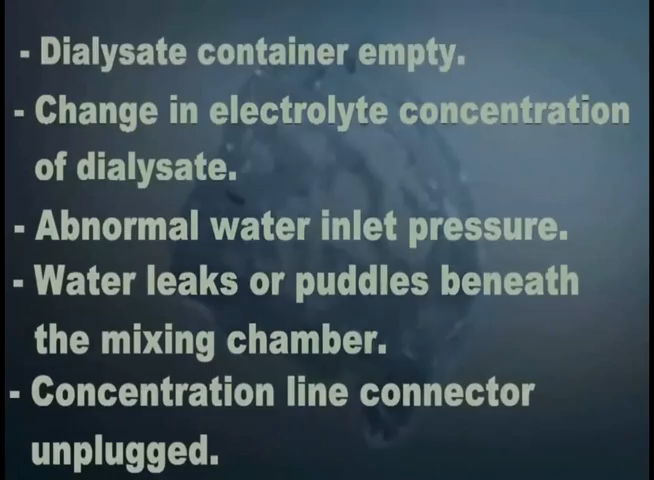 - Dialysate container empty.
- Change in electrolyte concentration
of dialysate.
- Abnormal water inlet pressure.
- Water leaks or puddles beneath
the mixing chamber.
- Concentration line connector
unplugged.